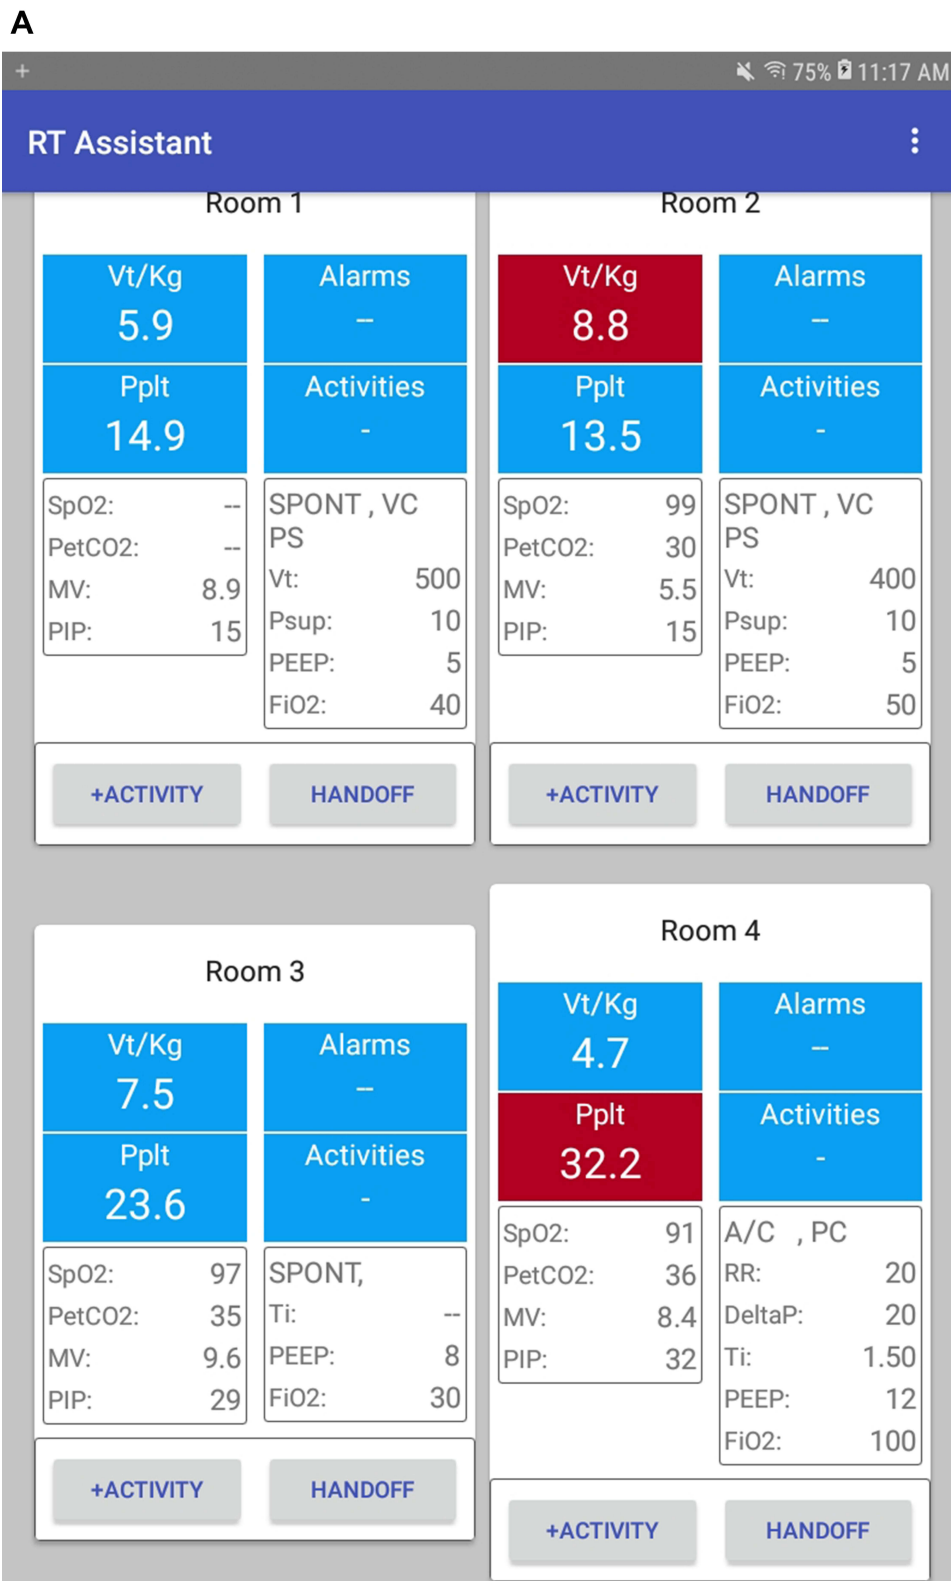 A
+ 75% 11:17 AM
RT Assistant
Room 1
Vt/Kg
5.9
Alarms
--
Pplt
14.9
Activities
-
SpO2: --
PetCO2: --
MV: 8.9
PIP: 15
SPONT , VC
PS
Vt: 500
Psup: 10
PEEP: 5
FiO2: 40
+ACTIVITY
HANDOFF
Room 2
Vt/Kg
8.8
Alarms
--
Pplt
13.5
Activities
-
SpO2: 99
PetCO2: 30
MV: 5.5
PIP: 15
SPONT , VC
PS
Vt: 400
Psup: 10
PEEP: 5
FiO2: 50
+ACTIVITY
HANDOFF
Room 3
Vt/Kg
7.5
Alarms
--
Pplt
23.6
Activities
-
SpO2: 97
PetCO2: 35
MV: 9.6
PIP: 29
SPONT,
Ti: --
PEEP: 8
FiO2: 30
+ACTIVITY
HANDOFF
Room 4
Vt/Kg
4.7
Alarms
--
Pplt
32.2
Activities
-
SpO2: 91
PetCO2: 36
MV: 8.4
PIP: 32
A/C , PC
RR: 20
DeltaP: 20
Ti: 1.50
PEEP: 12
FiO2: 100
+ACTIVITY
HANDOFF